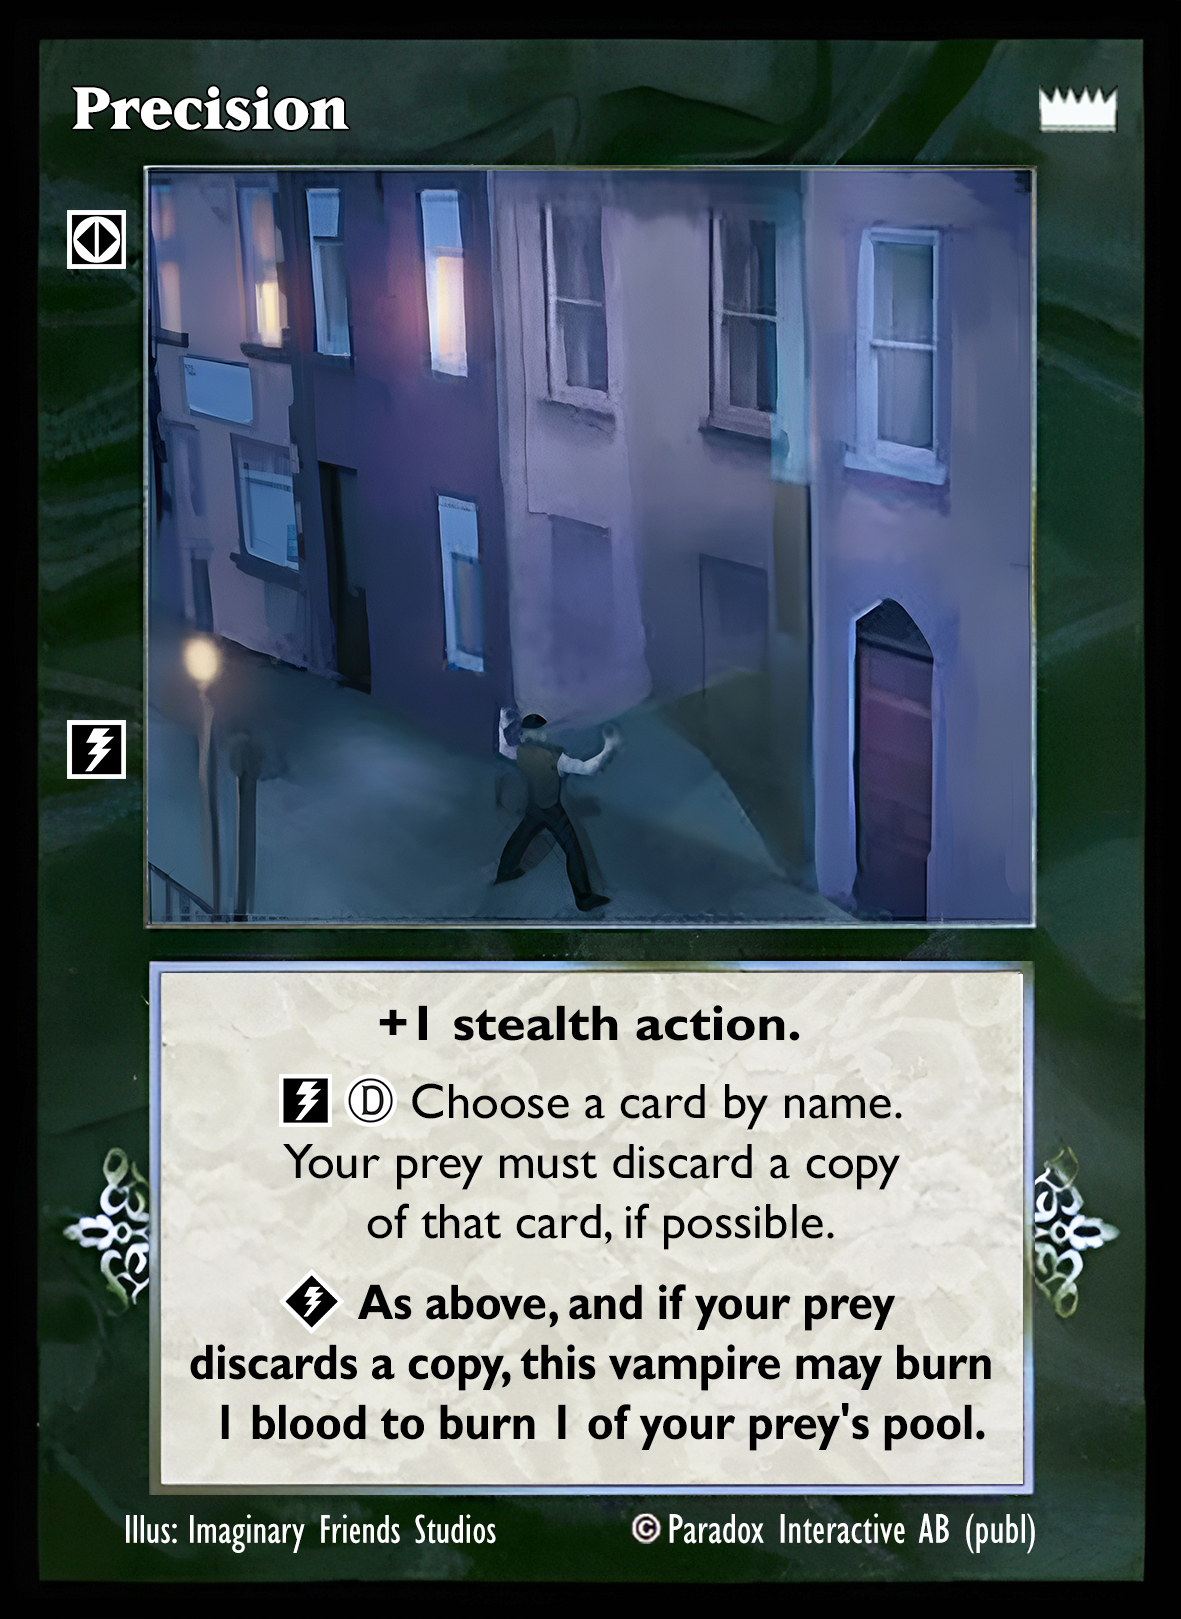 Precision
+1 stealth action.
D Choose a card by name.
Your prey must discard a copy
of that card, if possible.
As above, and if your prey
discards a copy, this vampire may burn
1 blood to burn 1 of your prey's pool.
Illus: Imaginary Friends Studios
© Paradox Interactive AB (publ)